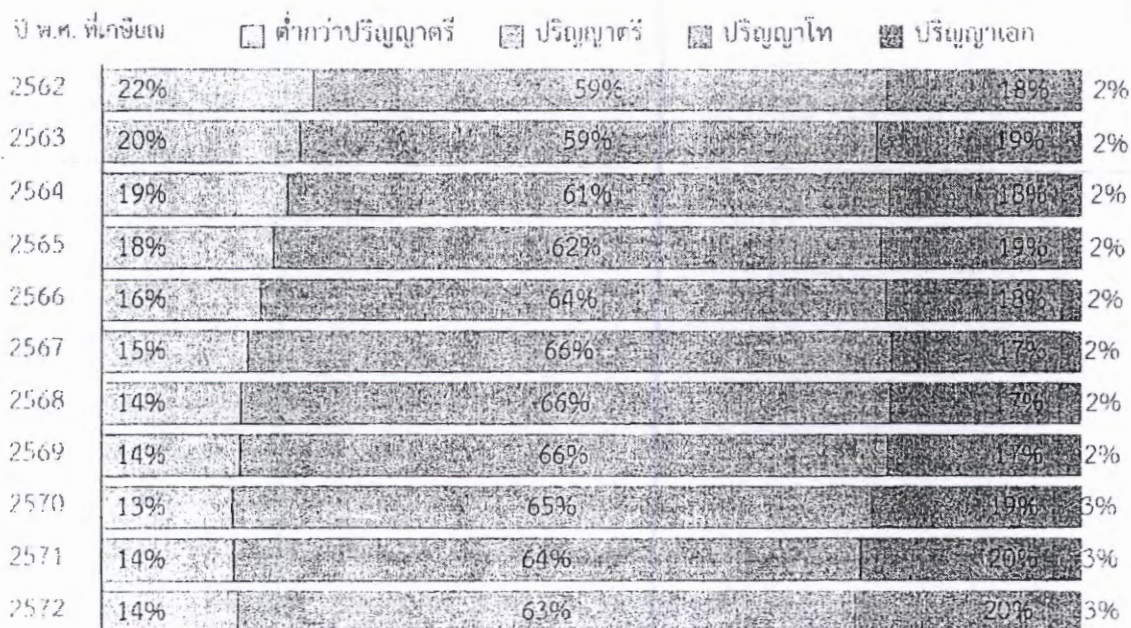 ปี พ.ศ. ที่เกษียณ ต่ำกว่าปริญญาตรี ปริญญาตรี ปริญญาโท ปริญญาเอก
2562 22% 59% 18% 2%
2563 20% 59% 19% 2%
2564 19% 61% 18% 2%
2565 18% 62% 19% 2%
2566 16% 64% 18% 2%
2567 15% 66% 17% 2%
2568 14% 66% 17% 2%
2569 14% 66% 17% 2%
2570 13% 65% 19% 3%
2571 14% 64% 20% 3%
2572 14% 63% 20% 3%